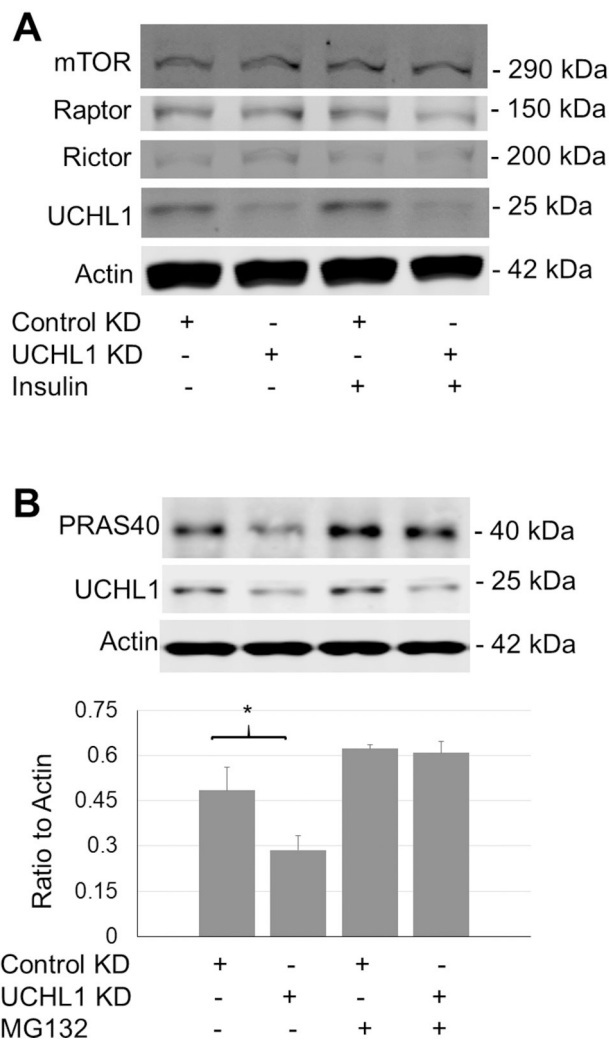 A
mTOR - 290 kDa
Raptor - 150 kDa
Rictor - 200 kDa
UCHL1 - 25 kDa
Actin - 42 kDa
Control KD + - + -
UCHL1 KD - + - +
Insulin - - + +
B
PRAS40 - 40 kDa
UCHL1 - 25 kDa
Actin - 42 kDa
0.75
*
0.6
0.45
0.3
0.15
0
Ratio to Actin
Control KD + - + -
UCHL1 KD - + - +
MG132 - - + +